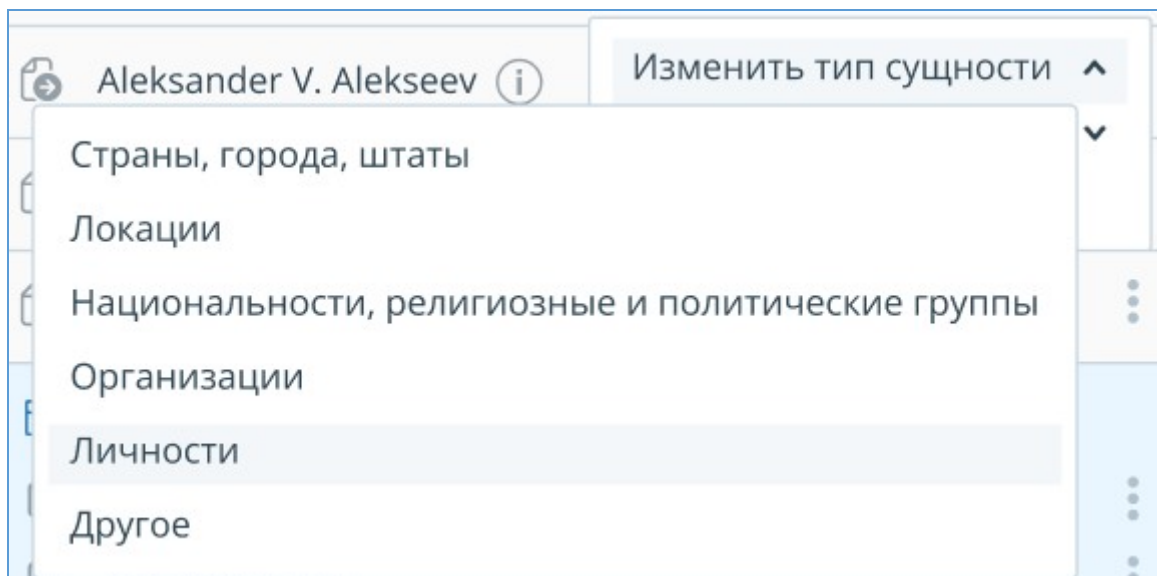 Aleksander V. Alekseev
Изменить тип сущности
Страны, города, штаты
Локации
Национальности, религиозные и политические группы
Организации
Личности
Другое